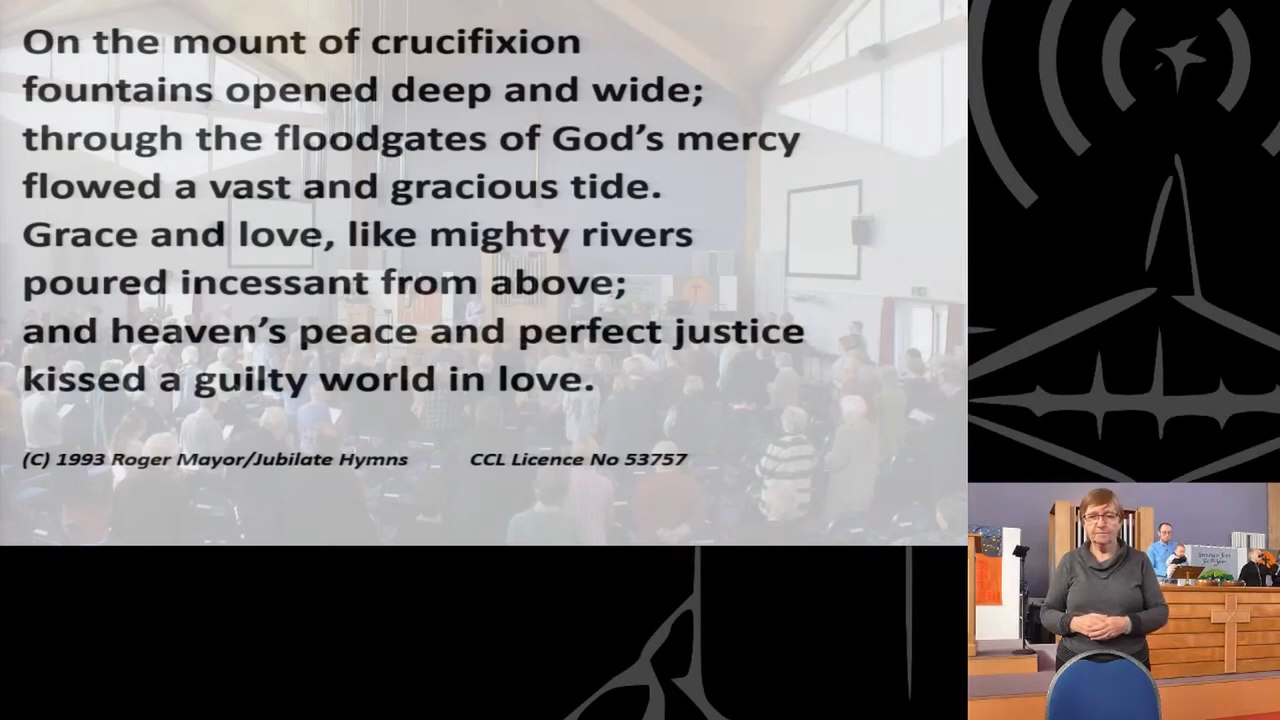 On the mount of crucifixion
fountains opened deep and wide;
through the floodgates of God's mercy
flowed a vast and gracious tide.
Grace and love, like mighty rivers
poured incessant from above;
and heaven's peace and perfect justice
kissed a guilty world in love.
(C) 1993 Roger Mayor/Jubilate Hymns CCL Licence No 53757